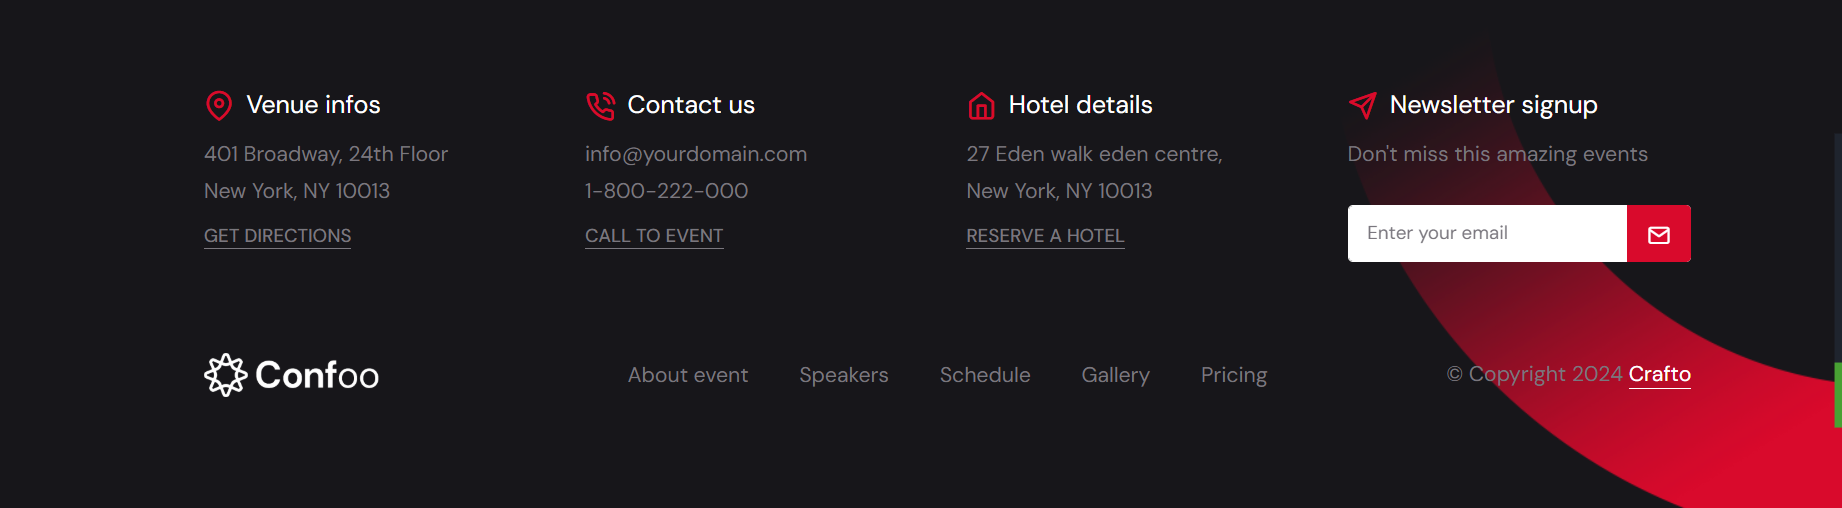 Venue infos
401 Broadway, 24th Floor
New York, NY 10013
GET DIRECTIONS
Contact us
info@yourdomain.com
1-800-222-000
CALL TO EVENT
Hotel details
27 Eden walk eden centre,
New York, NY 10013
RESERVE A HOTEL
Newsletter signup
Don't miss this amazing events
Enter your email
Confoo
About event
Speakers
Schedule
Gallery
Pricing
© Copyright 2024 Crafto